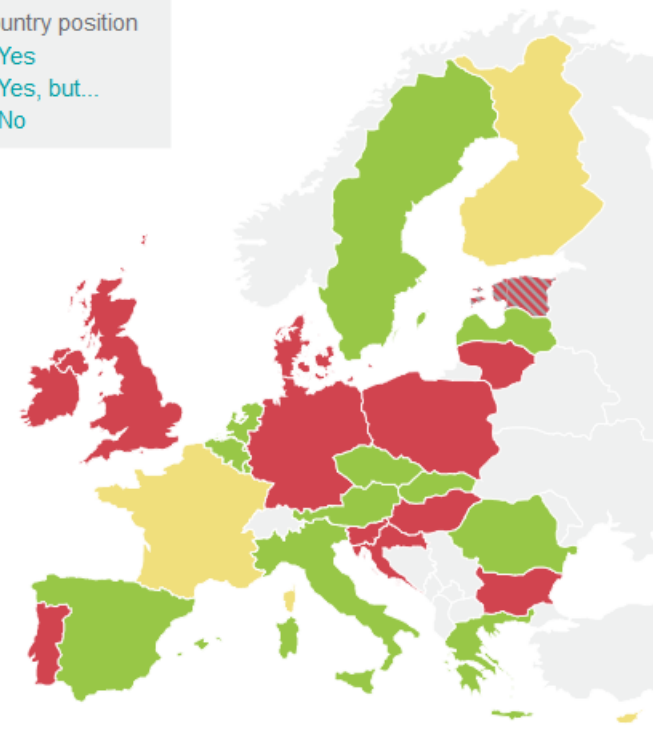 untry position
Yes
Yes, but...
No